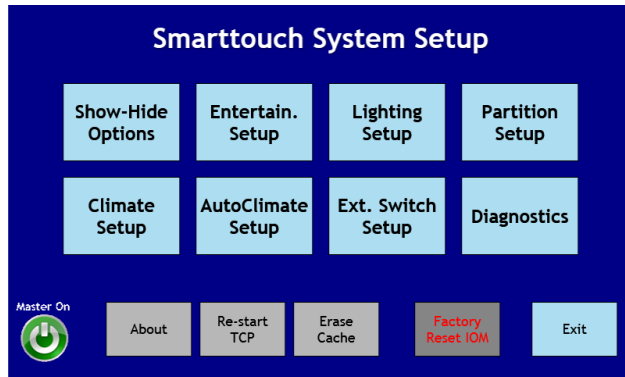 Smarttouch System Setup
Show-Hide
Options
Entertain.
Setup
Lighting
Setup
Partition
Setup
Climate
Setup
AutoClimate
Setup
Ext. Switch
Setup
Diagnostics
Master On
About
Re-start
TCP
Erase
Cache
Factory
Reset IOM
Exit